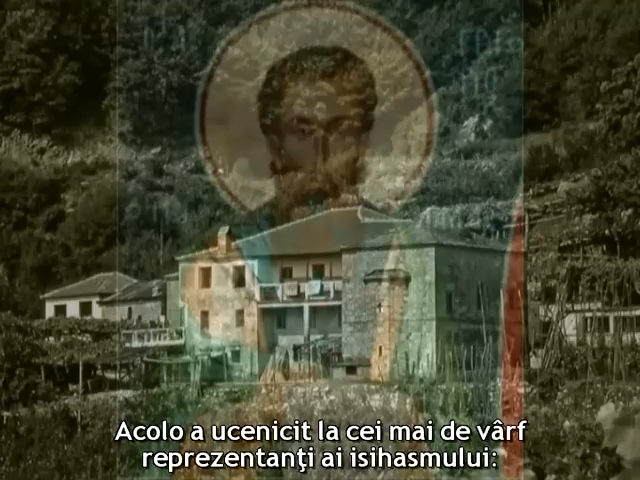 Acolo a ucenicit la cei mai de vârf
reprezentanţi ai isihasmului: